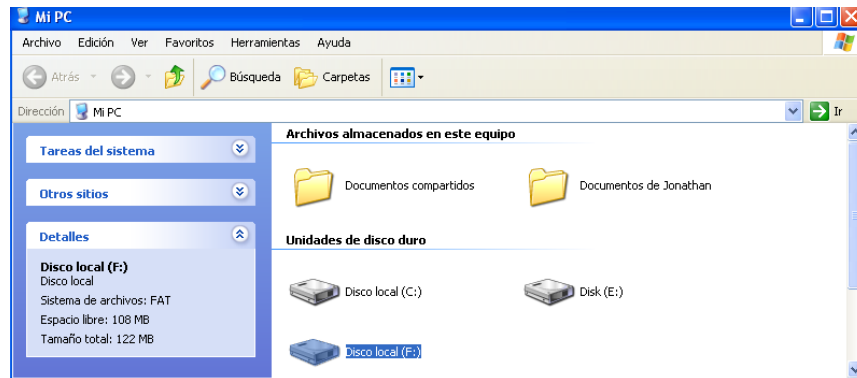 Mi PC
Archivo Edición Ver Favoritos Herramientas Ayuda
Atrás Búsqueda Carpetas
Dirección Mi PC Ir
Tareas del sistema
Otros sitios
Detalles
Disco local (F:)
Disco local
Sistema de archivos: FAT
Espacio libre: 108 MB
Tamaño total: 122 MB
Archivos almacenados en este equipo
Documentos compartidos Documentos de Jonathan
Unidades de disco duro
Disco local (C:) Disk (E:)
Disco local (F:)